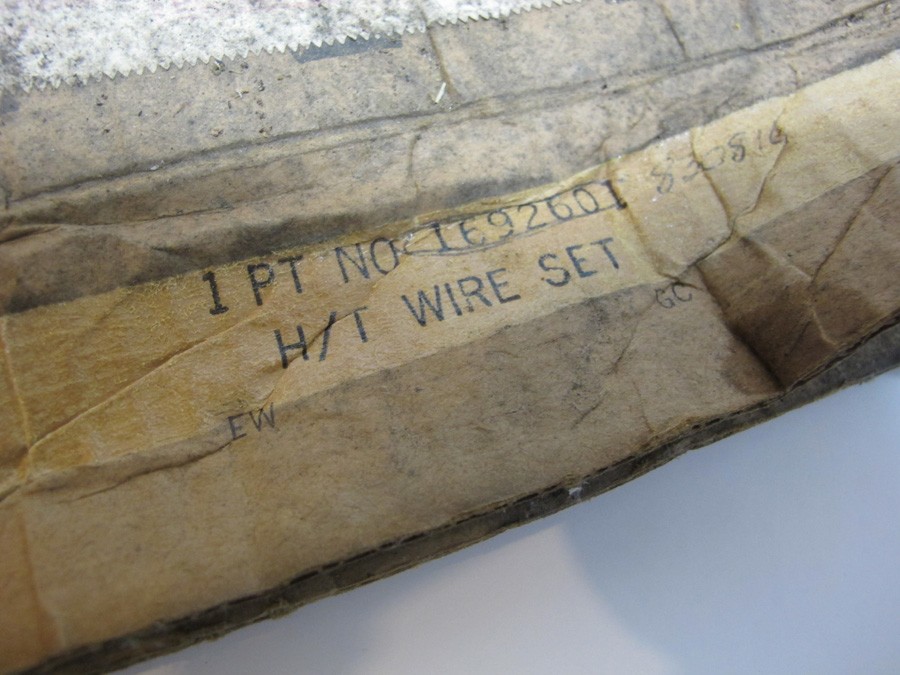 1 PT NO 1692601
H/T WIRE SET
GC
EW